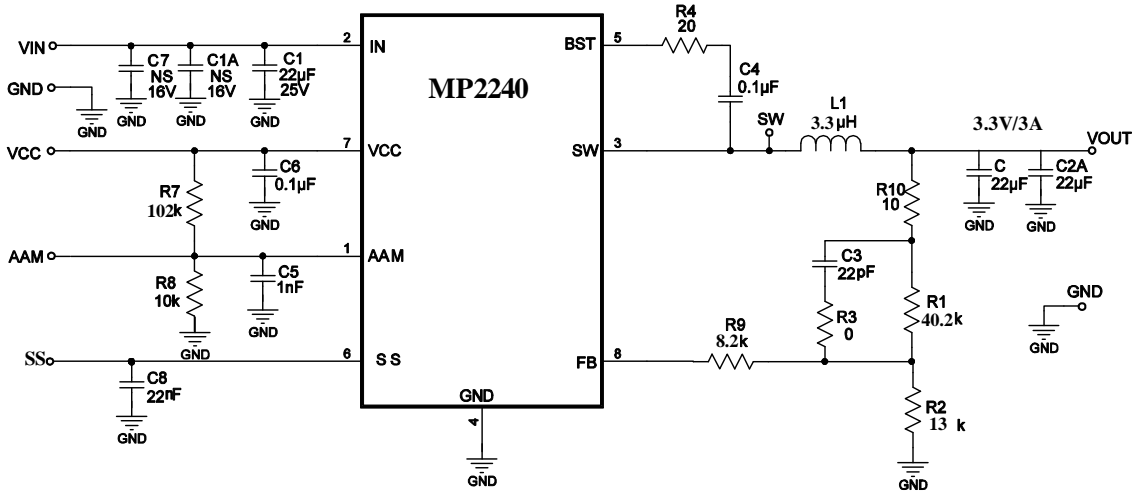 VIN
GND
GND
C7
NS
16V
GND
C1A
NS
16V
GND
C1
22µF
25V
GND
2
IN
MP2240
BST
5
R4
20
C4
0.1µF
VCC
7
VCC
C6
0.1µF
GND
R7
102k
SW
3
SW
L1
3.3µH
3.3V/3A
VOUT
C
22µF
GND
C2A
22µF
GND
R10
10
AAM
1
AAM
C5
1nF
GND
R8
10k
GND
C3
22pF
R3
0
R1
40.2k
GND
GND
SS
6
SS
C8
22nF
GND
FB
8
R9
8.2k
R2
13 k
GND
GND
4
GND